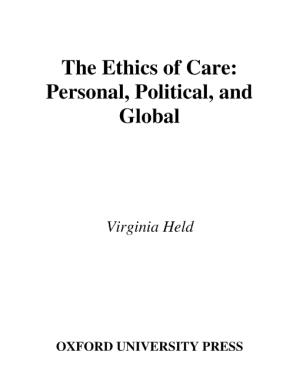 The Ethics of Care:
Personal, Political, and
Global
Virginia Held
OXFORD UNIVERSITY PRESS